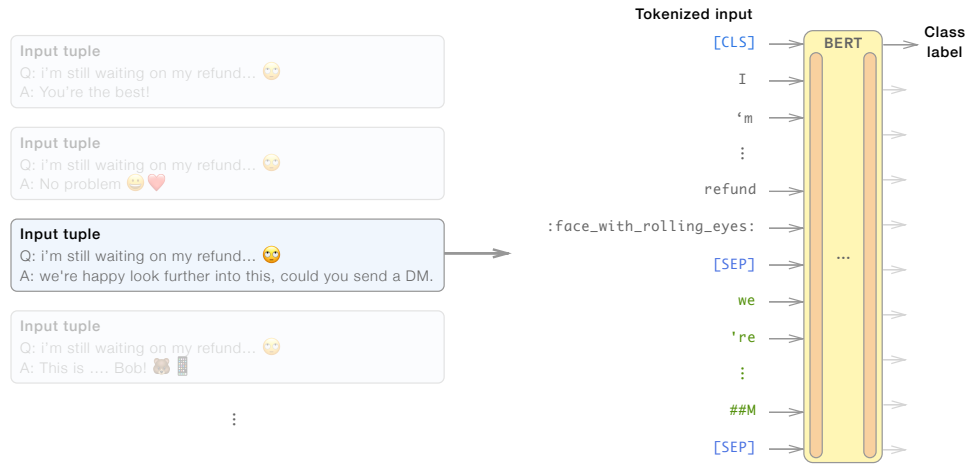 Input tuple
Q: i'm still waiting on my refund... 🙄
A: You're the best!
Input tuple
Q: i'm still waiting on my refund... 🙄
A: No problem 😀❤️
Input tuple
Q: i'm still waiting on my refund... 🙄
A: we're happy look further into this, could you send a DM.
Input tuple
Q: i'm still waiting on my refund... 🙄
A: This is .... Bob! 🐻📱
⋮
Tokenized input
[CLS]
I
‘m
⋮
refund
:face_with_rolling_eyes:
[SEP]
we
're
⋮
##M
[SEP]
BERT
...
Class
label